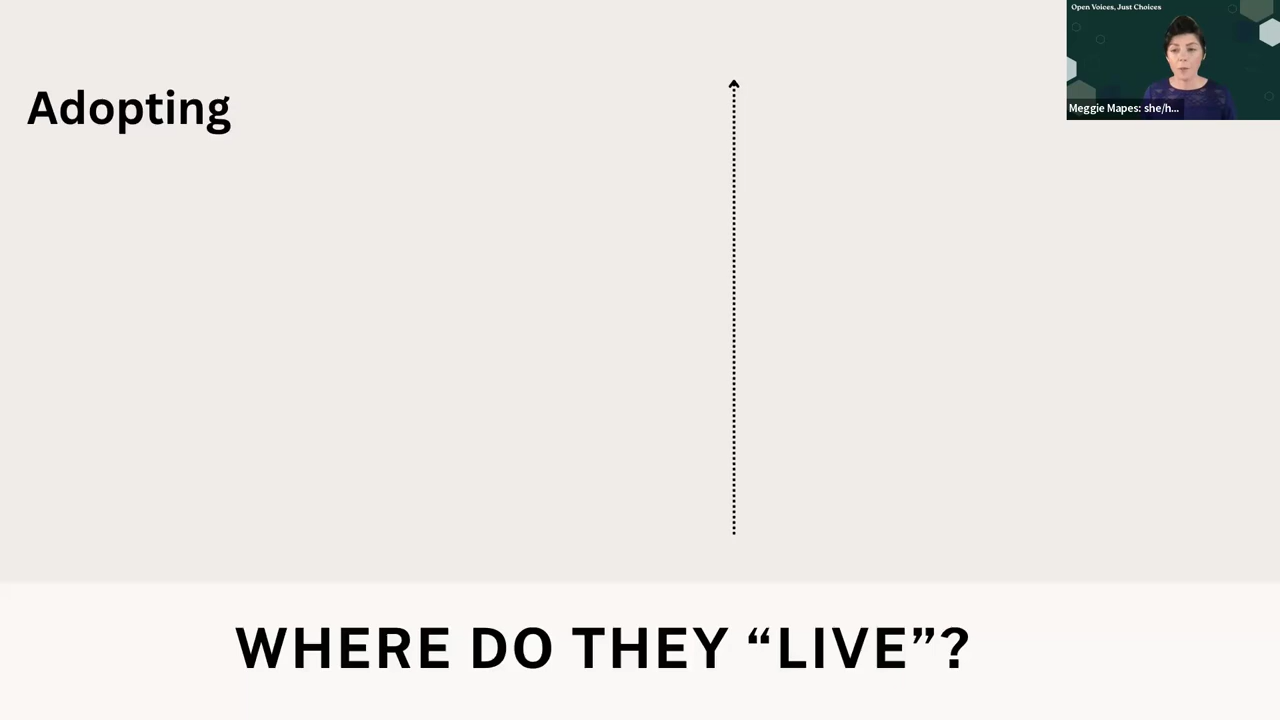 Open Voices, Just Choices
Adopting
Meggie Mapes: she/h...
WHERE DO THEY “LIVE”?